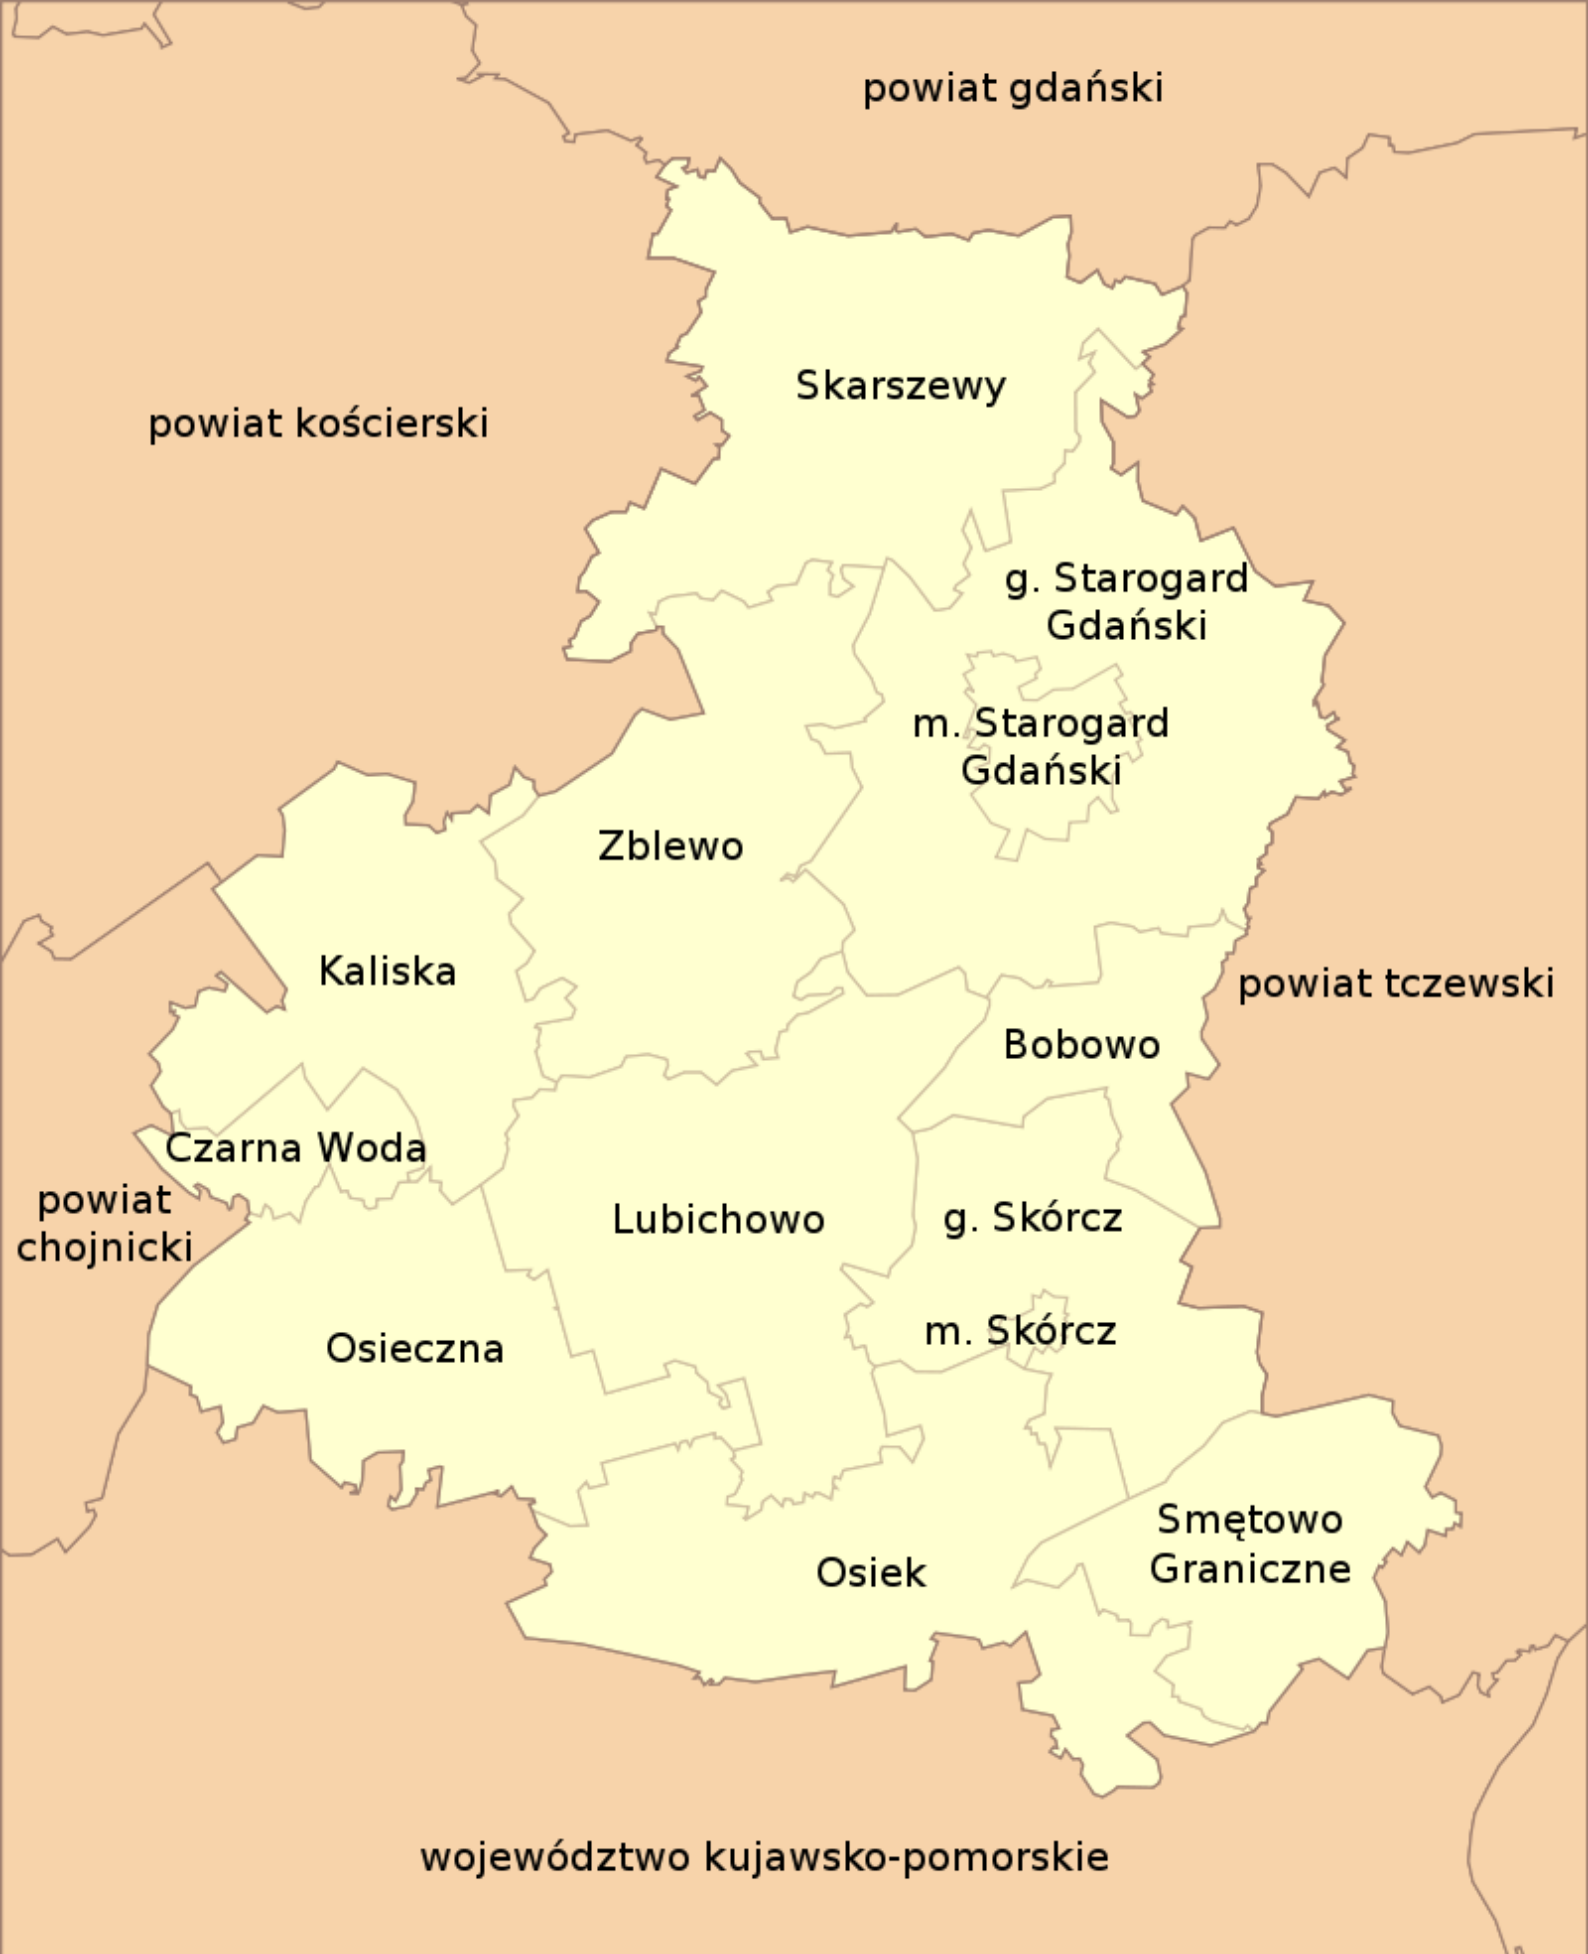 powiat gdański
Skarszewy
powiat kościerski
g. Starogard
Gdański
m. Starogard
Gdański
Zblewo
Kaliska
powiat tczewski
Bobowo
Czarna Woda
powiat
chojnicki
Lubichowo
g. Skórcz
m. Skórcz
Osieczna
Smętowo
Graniczne
Osiek
województwo kujawsko-pomorskie